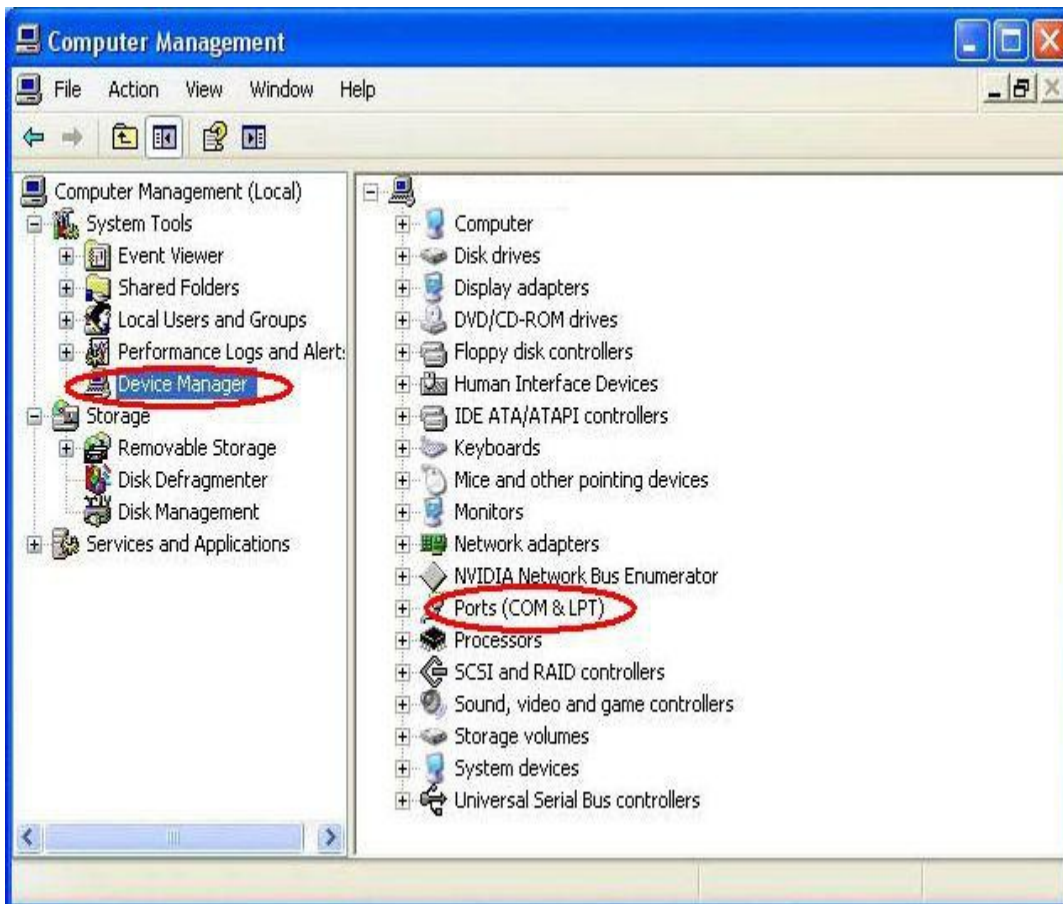 Computer Management
File Action View Window Help
Computer Management (Local)
System Tools
Event Viewer
Shared Folders
Local Users and Groups
Performance Logs and Alert:
Device Manager
Storage
Removable Storage
Disk Defragmenter
Disk Management
Services and Applications
Computer
Disk drives
Display adapters
DVD/CD-ROM drives
Floppy disk controllers
Human Interface Devices
IDE ATA/ATAPI controllers
Keyboards
Mice and other pointing devices
Monitors
Network adapters
NVIDIA Network Bus Enumerator
Ports (COM & LPT)
Processors
SCSI and RAID controllers
Sound, video and game controllers
Storage volumes
System devices
Universal Serial Bus controllers